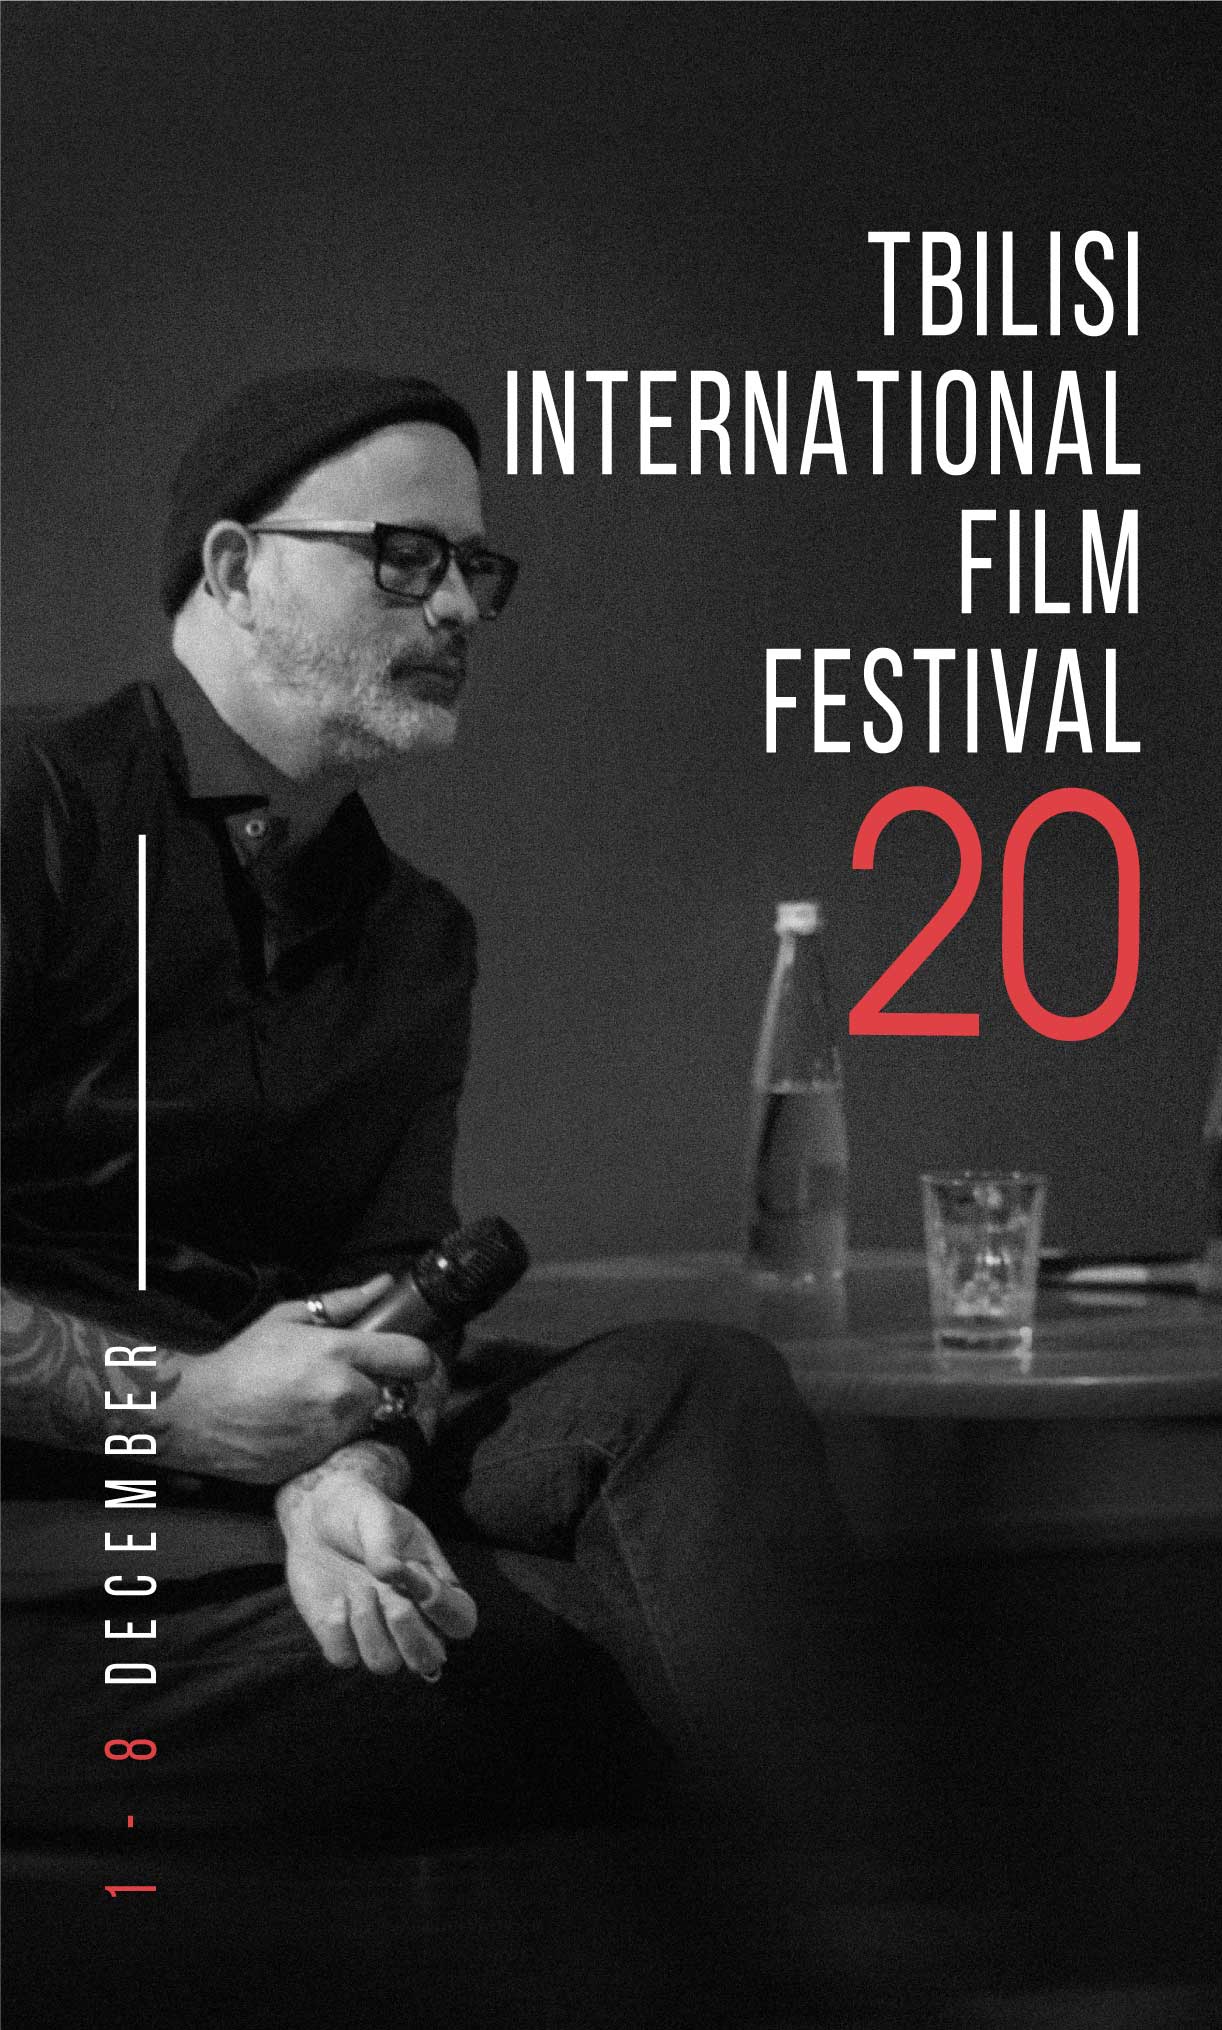 TBILISI
INTERNATIONAL
FILM
FESTIVAL
20
1 - 8 DECEMBER